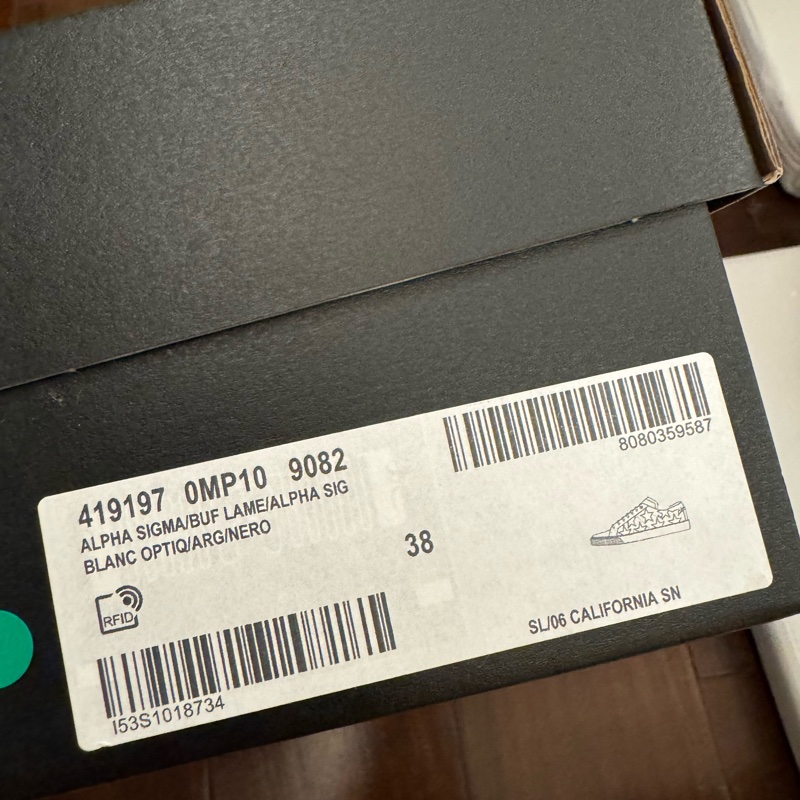 419197 0MP10 9082
ALPHA SIGMA/BUF LAME/ALPHA SIG
BLANC OPTIQ/ARG/NERO
8080359587
38
RFID
I53S1018734
SL/06 CALIFORNIA SN